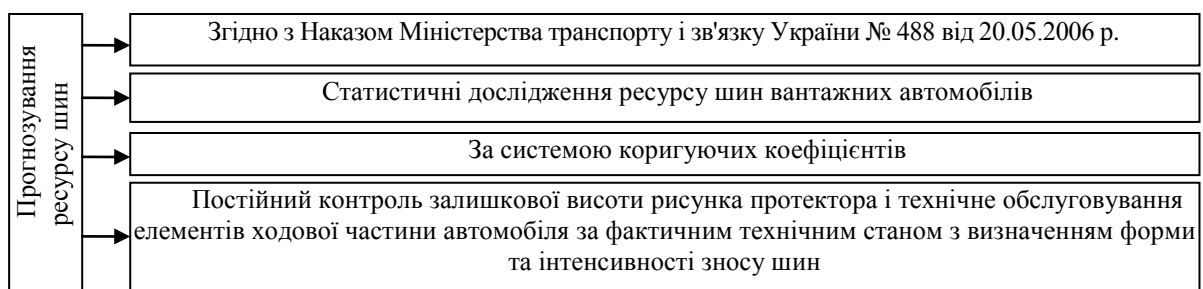 Прогнозування
ресурсу шин
Згідно з Наказом Міністерства транспорту і зв'язку України № 488 від 20.05.2006 р.
Статистичні дослідження ресурсу шин вантажних автомобілів
За системою коригуючих коефіцієнтів
Постійний контроль залишкової висоти рисунка протектора і технічне обслуговування
елементів ходової частини автомобіля за фактичним технічним станом з визначенням форми
та інтенсивності зносу шин